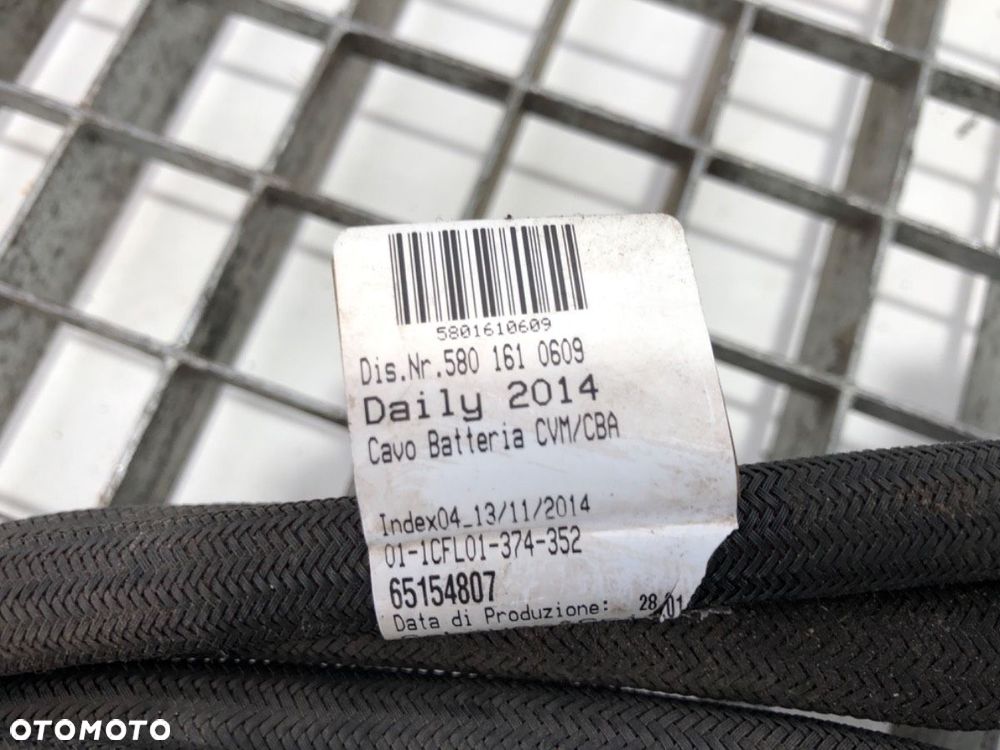 5801610609
Dis.Nr.580 161 0609
Daily 2014
Cavo Batteria CVM/CBA
Index04_13/11/2014
01-1CFL01-374-352
65154807
Data di Produzione: 28.01
OTOMOTO